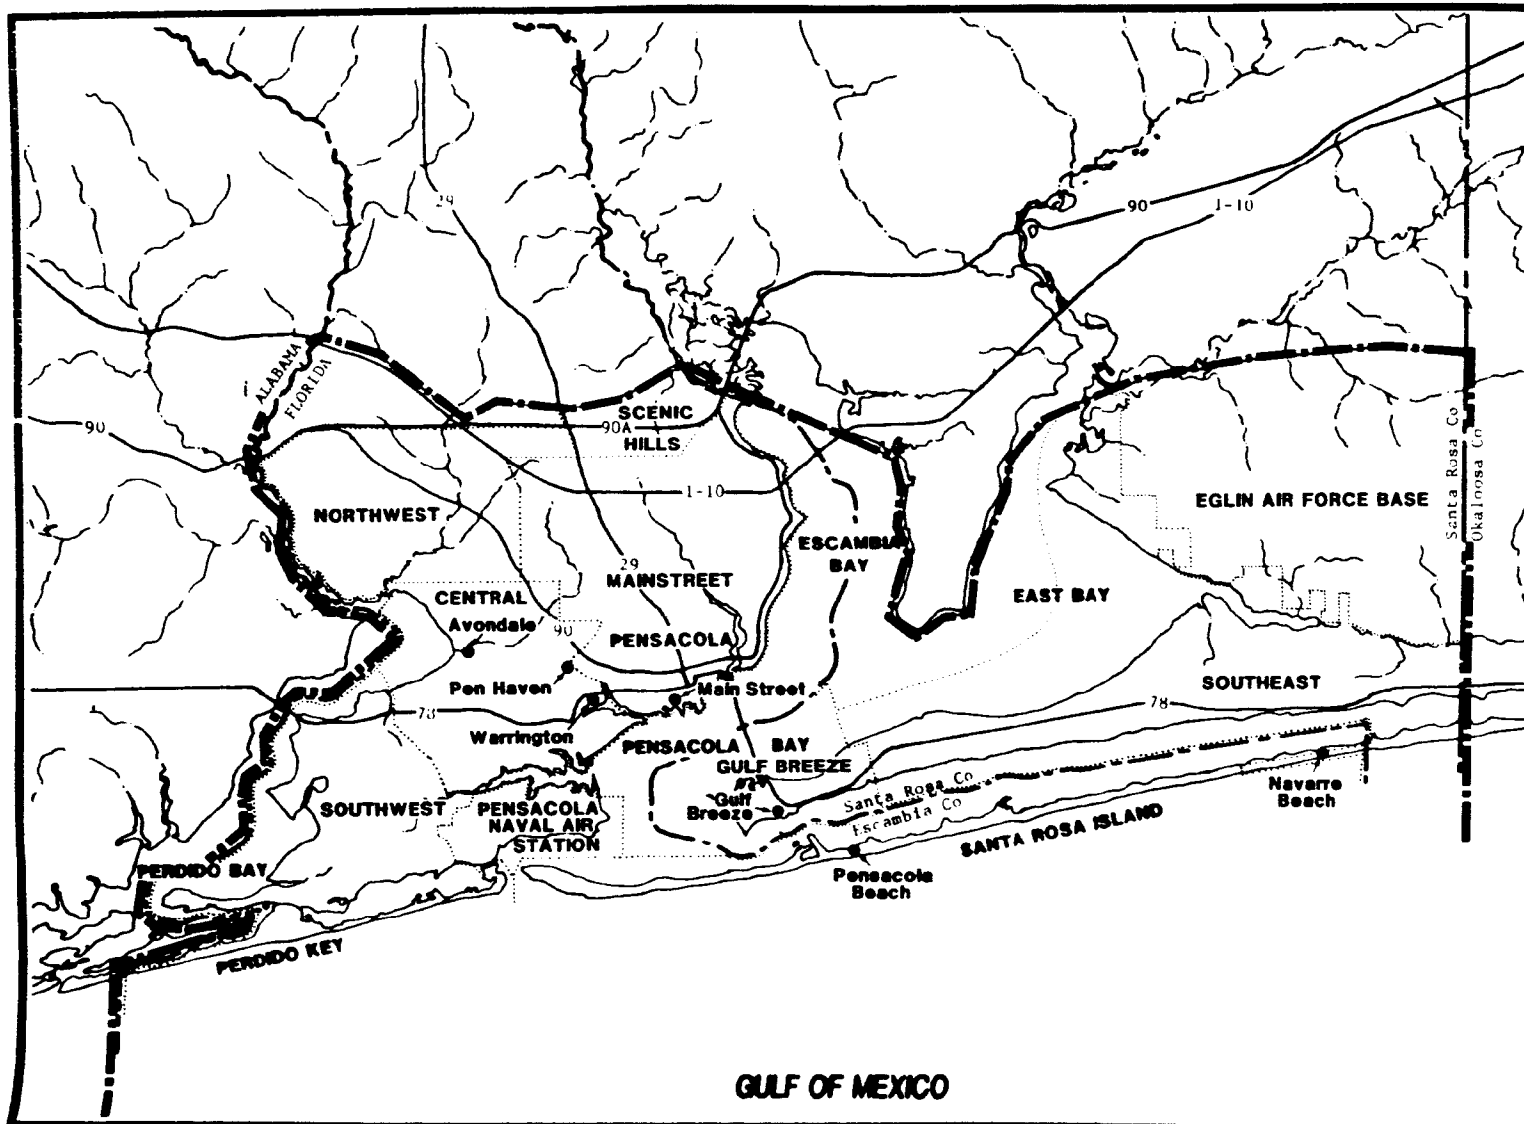 29
90
I-10
ALABAMA
FLORIDA
SCENIC
HILLS
90
90A
Santa Rosa Co
Okaloosa Co
I-10
EGLIN AIR FORCE BASE
NORTHWEST
ESCAMBIA
BAY
29
MAINSTREET
CENTRAL
EAST BAY
Avondale
90
PENSACOLA
Pen Haven
Main Street
SOUTHEAST
78
78
Warrington
PENSACOLA BAY
GULF BREEZE
Santa Rosa Co
Escambia Co
Gulf
Breeze
Navarre
Beach
SOUTHWEST
PENSACOLA
NAVAL AIR
STATION
SANTA ROSA ISLAND
PERDIDO BAY
Pensacola
Beach
PERDIDO KEY
GULF OF MEXICO